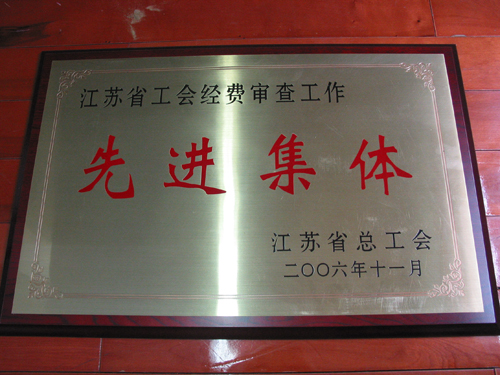 江苏省工会经费审查工作
先进集体
江苏省总工会
二〇〇六年十一月